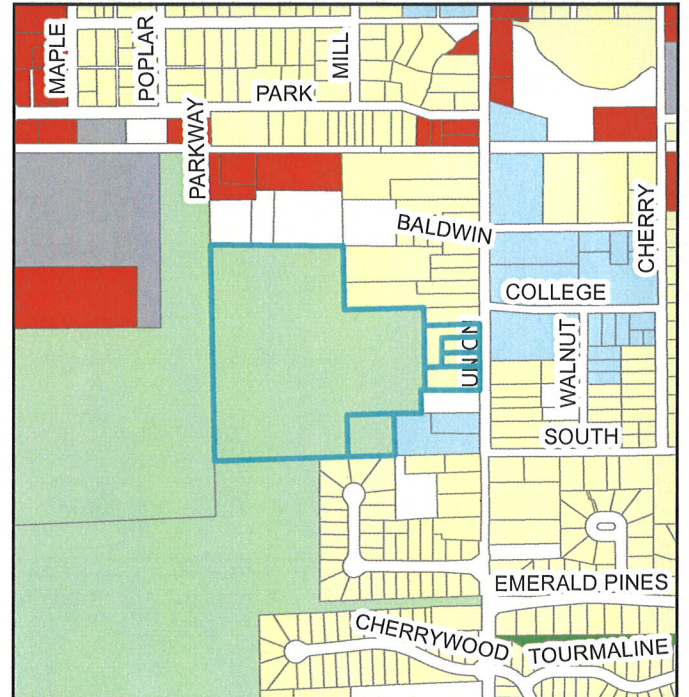 MAPLE
POPLAR
MILL
PARK
PARKWAY
BALDWIN
CHERRY
COLLEGE
UNION
WALNUT
SOUTH
EMERALD PINES
CHERRYWOOD
TOURMALINE